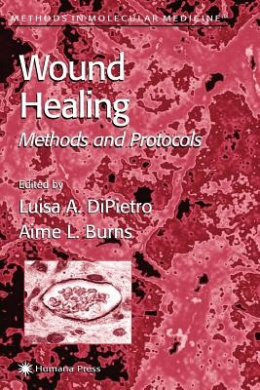 METHODS IN MOLECULAR MEDICINE™
Wound
Healing
Methods and Protocols
Edited by
Luisa A. DiPietro
Aime L. Burns
Humana Press